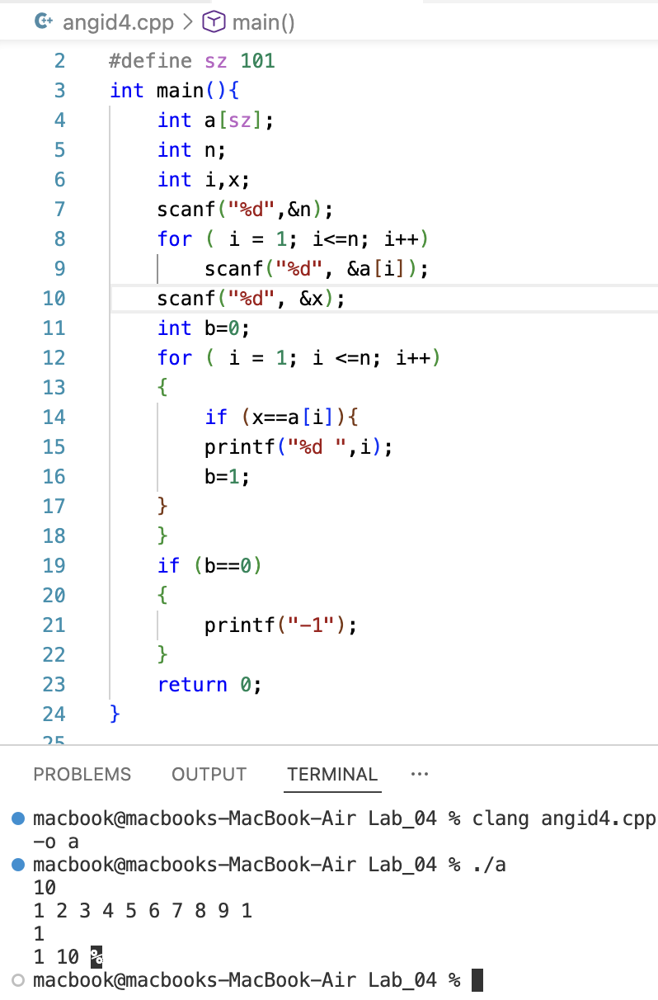 angid4.cpp > main()
2 #define sz 101
3 int main(){
4 int a[sz];
5 int n;
6 int i,x;
7 scanf("%d",&n);
8 for ( i = 1; i<=n; i++)
9 scanf("%d", &a[i]);
10 scanf("%d", &x);
11 int b=0;
12 for ( i = 1; i <=n; i++)
13 {
14 if (x==a[i]){
15 printf("%d ",i);
16 b=1;
17 }
18 }
19 if (b==0)
20 {
21 printf("-1");
22 }
23 return 0;
24 }
25
PROBLEMS OUTPUT TERMINAL ...
macbook@macbooks-MacBook-Air Lab_04 % clang angid4.cpp
-o a
macbook@macbooks-MacBook-Air Lab_04 % ./a
10
1 2 3 4 5 6 7 8 9 1
1
1 10 %
macbook@macbooks-MacBook-Air Lab_04 %